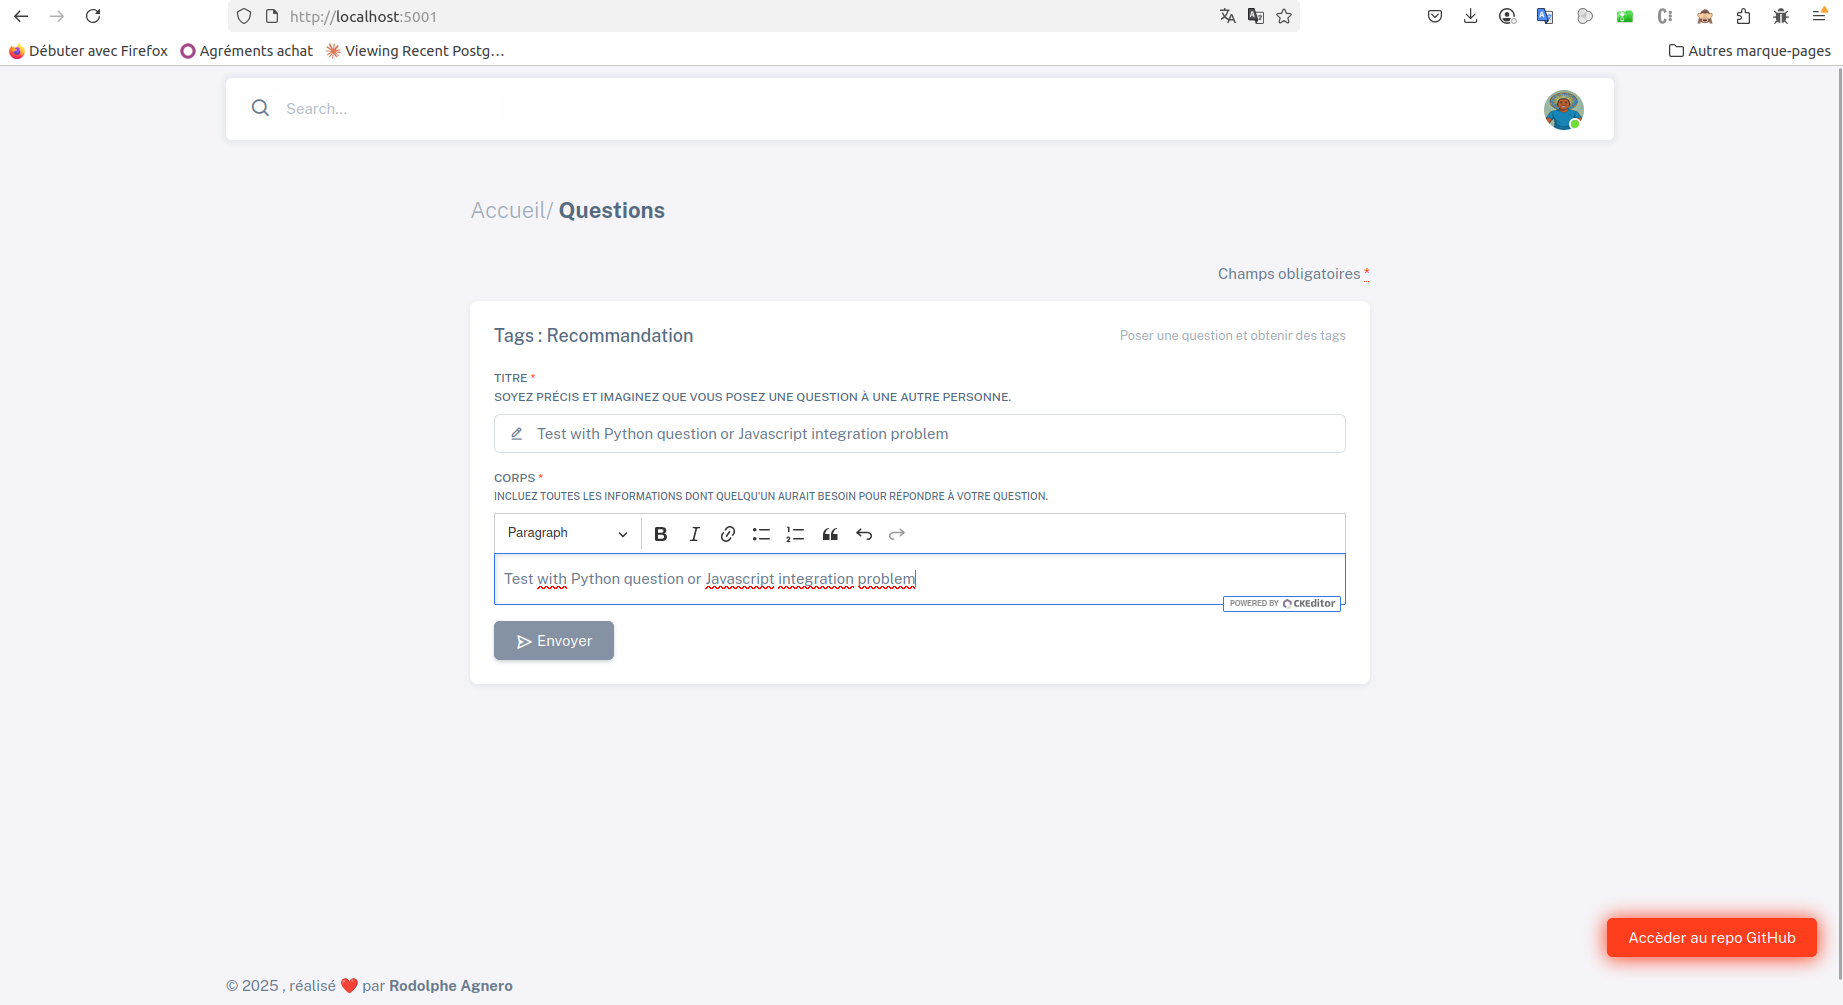 http://localhost:5001
Débuter avec Firefox Agréments achat Viewing Recent Postg… Autres marque-pages
Search...
Accueil/ Questions
Champs obligatoires *
Tags : Recommandation Poser une question et obtenir des tags
TITRE *
SOYEZ PRÉCIS ET IMAGINEZ QUE VOUS POSEZ UNE QUESTION À UNE AUTRE PERSONNE.
Test with Python question or Javascript integration problem
CORPS *
INCLUEZ TOUTES LES INFORMATIONS DONT QUELQU'UN AURAIT BESOIN POUR RÉPONDRE À VOTRE QUESTION.
Paragraph
Test with Python question or Javascript integration problem
POWERED BY CKEditor
Envoyer
Accèder au repo GitHub
© 2025 , réalisé ❤️ par Rodolphe Agnero